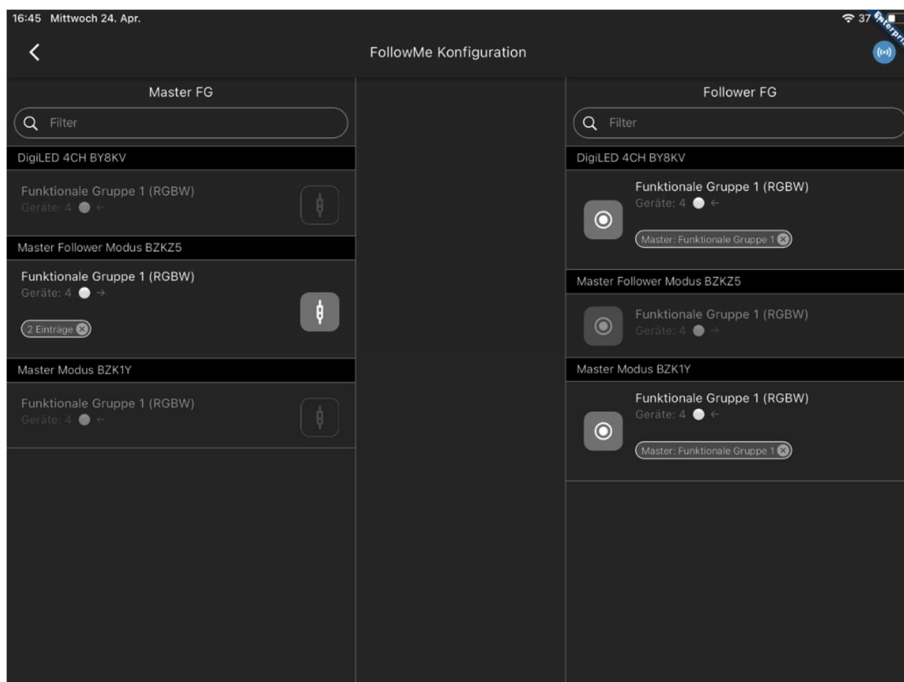 16:45 Mittwoch 24. Apr.
37
FollowMe Konfiguration
Master FG
Filter
DigiLED 4CH BY8KV
Funktionale Gruppe 1 (RGBW)
Geräte: 4 ←
Master Follower Modus BZKZ5
Funktionale Gruppe 1 (RGBW)
Geräte: 4 →
2 Einträge
Master Modus BZK1Y
Funktionale Gruppe 1 (RGBW)
Geräte: 4 ←
Follower FG
Filter
DigiLED 4CH BY8KV
Funktionale Gruppe 1 (RGBW)
Geräte: 4 ←
Master: Funktionale Gruppe 1
Master Follower Modus BZKZ5
Funktionale Gruppe 1 (RGBW)
Geräte: 4 →
Master Modus BZK1Y
Funktionale Gruppe 1 (RGBW)
Geräte: 4 ←
Master: Funktionale Gruppe 1